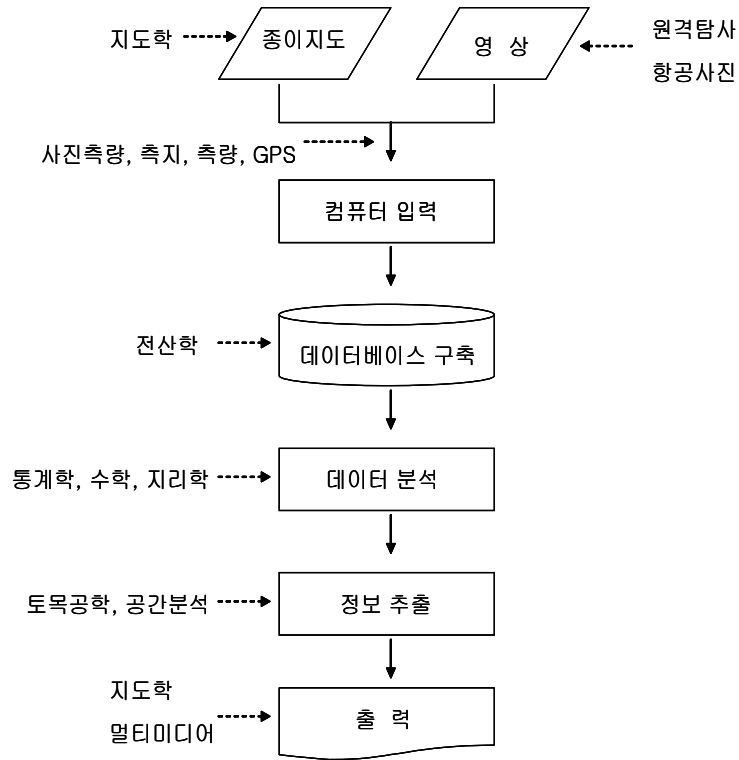 지도학
종이지도
영 상
원격탐사
항공사진
사진측량, 측지, 측량, GPS
컴퓨터 입력
전산학
데이터베이스 구축
통계학, 수학, 지리학
데이터 분석
토목공학, 공간분석
정보 추출
지도학
멀티미디어
출 력